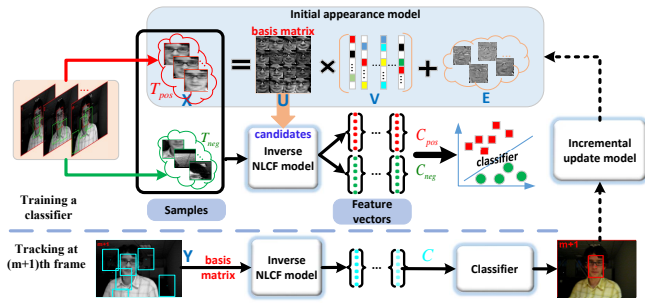 Initial appearance model
basis matrix
T_pos
X
=
U
×
V
+
E
T_neg
candidates
Inverse
NLCF model
C_pos
C_neg
classifier
Incremental
update model
Training a
classifier
Samples
Feature
vectors
Tracking at
(m+1)th frame
Y
basis
matrix
Inverse
NLCF model
C
Classifier
m+1